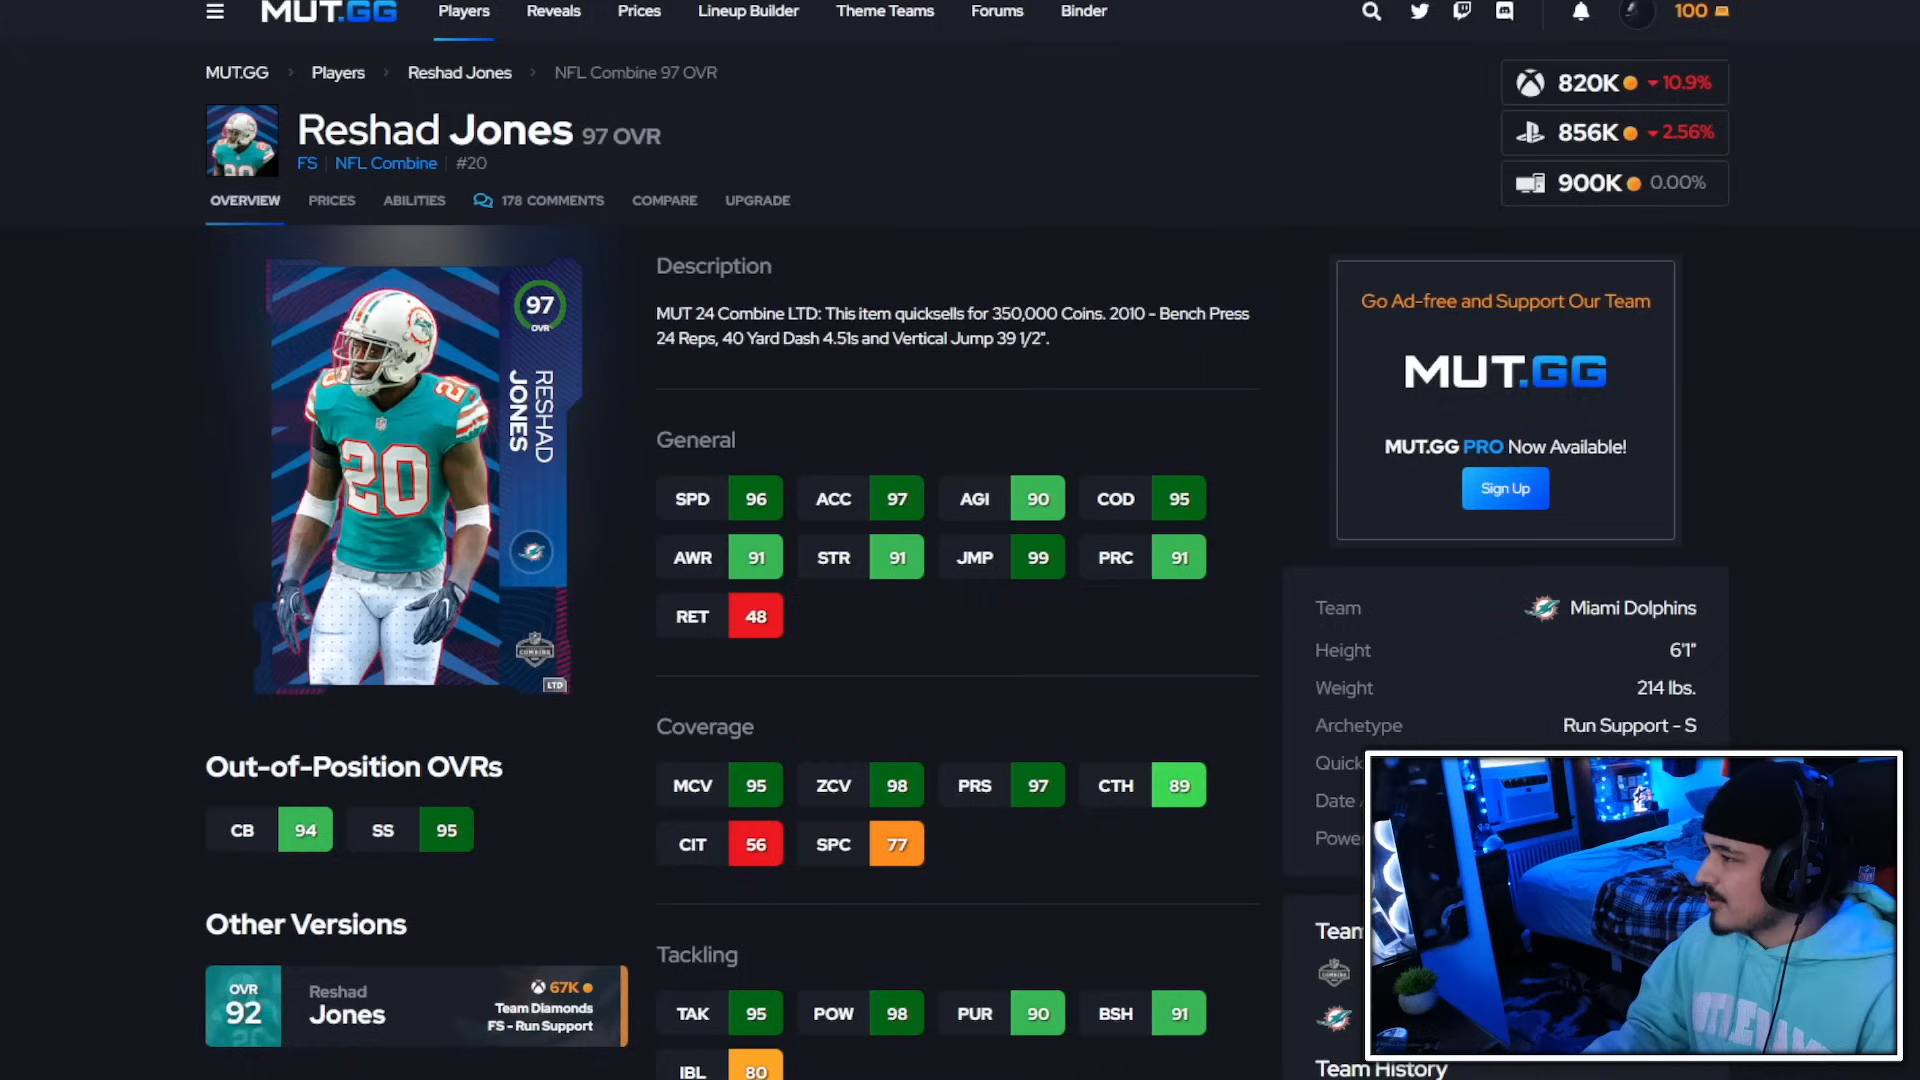 MUT.GG
Players
Reveals
Prices
Lineup Builder
Theme Teams
Forums
Binder
100
MUT.GG > Players > Reshad Jones > NFL Combine 97 OVR
Reshad Jones 97 OVR
FS | NFL Combine | #20
820K 10.9%
856K 2.56%
900K 0.00%
OVERVIEW
PRICES
ABILITIES
178 COMMENTS
COMPARE
UPGRADE
97
OVR
RESHAD
JONES
20
20
COMBINE
LTD
Out-of-Position OVRs
CB 94 SS 95
Other Versions
OVR
92
Reshad
Jones
67K
Team Diamonds
FS - Run Support
Description
MUT 24 Combine LTD: This item quicksells for 350,000 Coins. 2010 - Bench Press
24 Reps, 40 Yard Dash 4.51s and Vertical Jump 39 1/2".
General
SPD 96 ACC 97 AGI 90 COD 95
AWR 91 STR 91 JMP 99 PRC 91
RET 48
Coverage
MCV 95 ZCV 98 PRS 97 CTH 89
CIT 56 SPC 77
Tackling
TAK 95 POW 98 PUR 90 BSH 91
IBL 80
Go Ad-free and Support Our Team
MUT.GG
MUT.GG PRO Now Available!
Sign Up
Team Miami Dolphins
Height 6'1"
Weight 214 lbs.
Archetype Run Support - S
Quick
Date
Power
Team
Team History